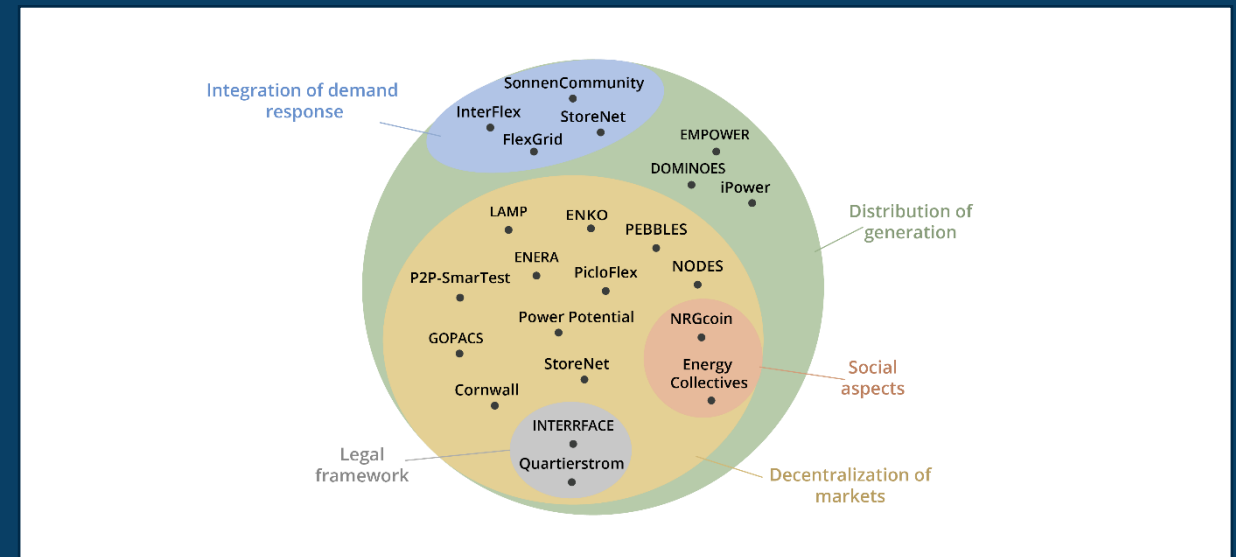 SonnenCommunity
Integration of demand
response
InterFlex
StoreNet
FlexGrid
EMPOWER
DOMINOES
iPower
Distribution of
generation
LAMP
ENKO
PEBBLES
ENERA
NODES
P2P-SmarTest
PicloFlex
Power Potential
NRGcoin
GOPACS
StoreNet
Energy
Collectives
Social
aspects
Cornwall
INTERRFACE
Legal
framework
Quartierstrom
Decentralization of
markets